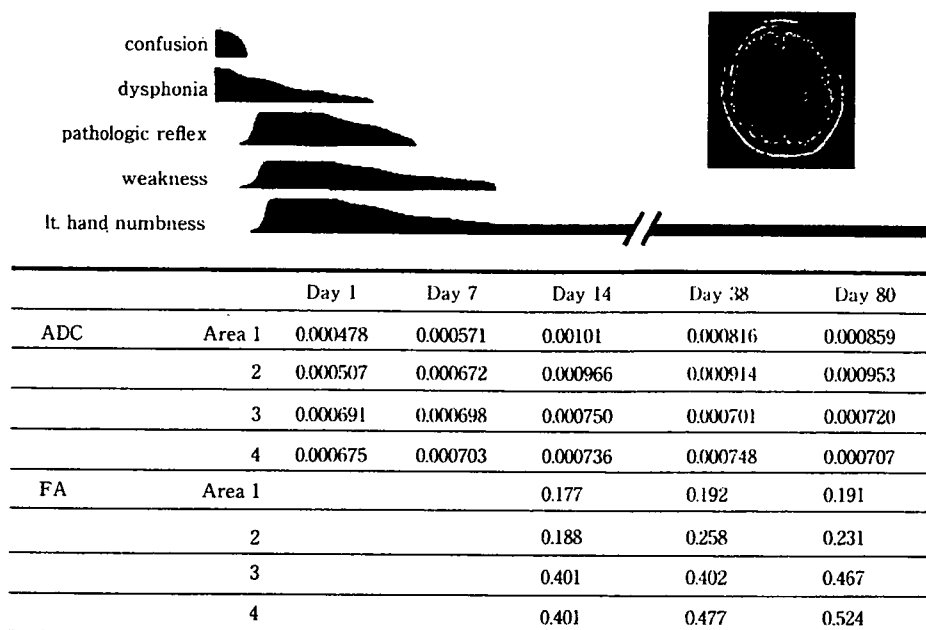 confusion
dysphonia
pathologic reflex
weakness
lt. hand numbness
Day 1 Day 7 Day 14 Day 38 Day 80
ADC Area 1 0.000478 0.000571 0.00101 0.000816 0.000859
2 0.000507 0.000672 0.000966 0.000914 0.000953
3 0.000691 0.000698 0.000750 0.000701 0.000720
4 0.000675 0.000703 0.000736 0.000748 0.000707
FA Area 1 0.177 0.192 0.191
2 0.188 0.258 0.231
3 0.401 0.402 0.467
4 0.401 0.477 0.524